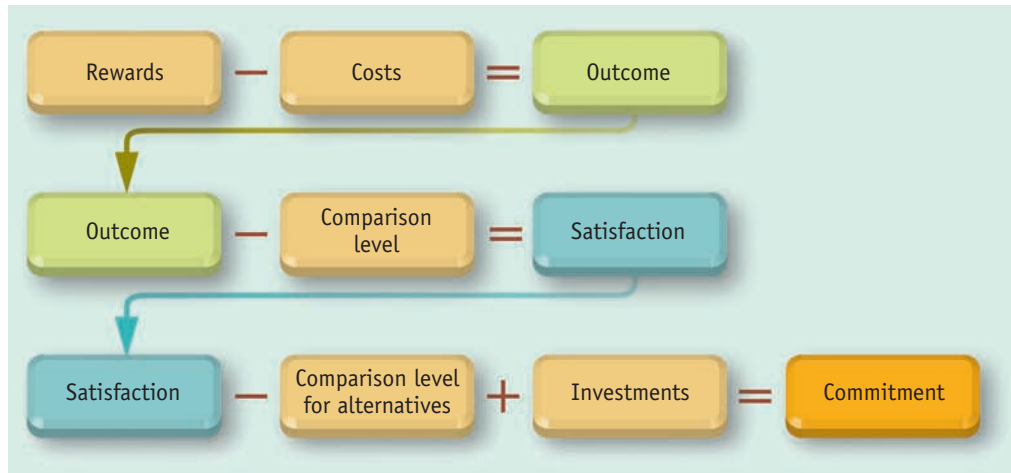 Rewards − Costs = Outcome
Outcome − Comparison level = Satisfaction
Satisfaction − Comparison level for alternatives + Investments = Commitment